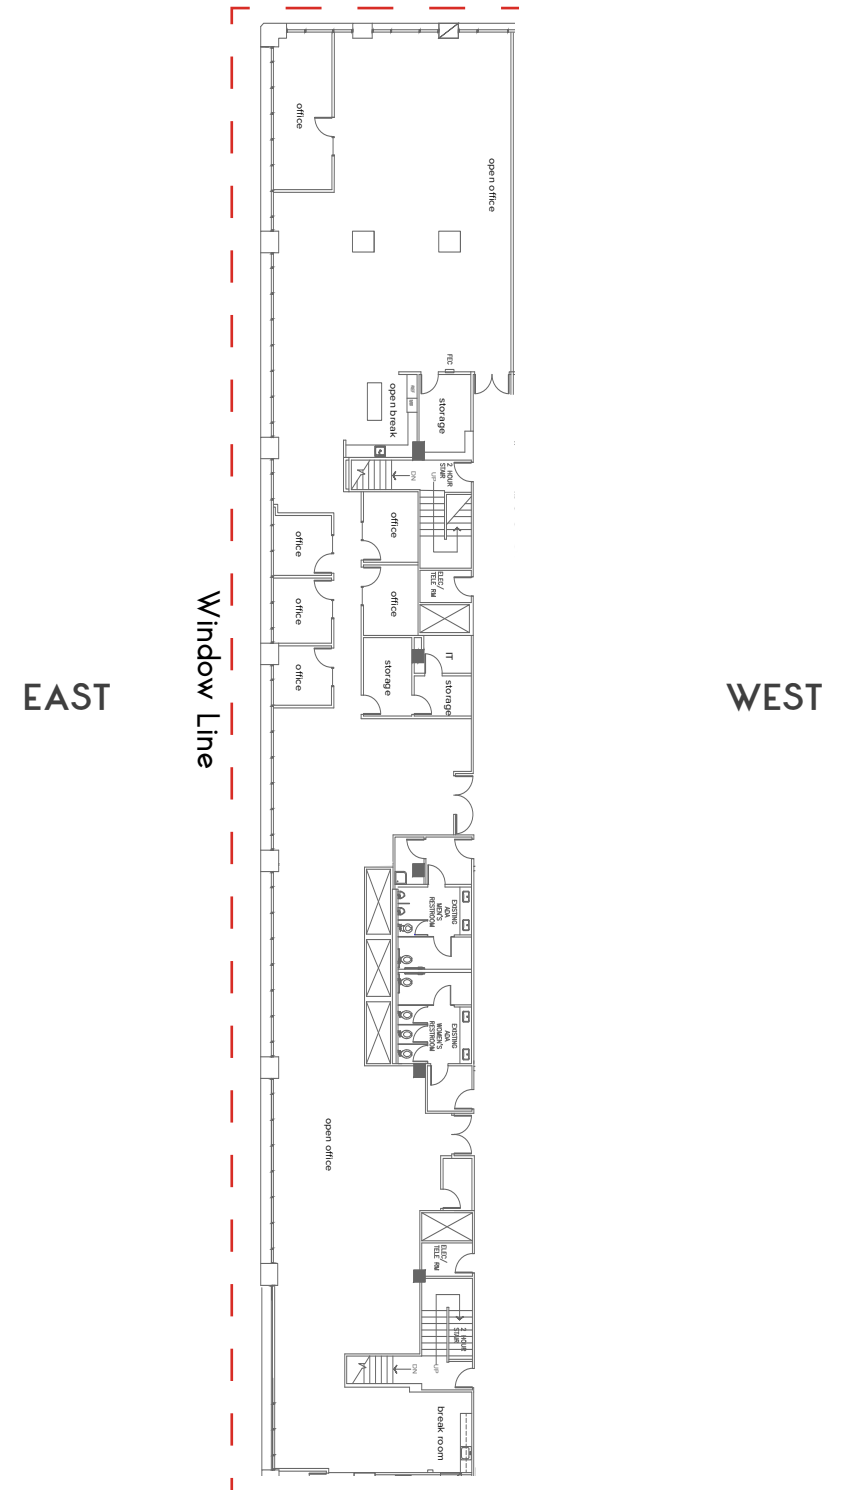 office
open office
FEC
REF
DW
open break
storage
2 HOUR
STAIR
DN
UP
office
office
ELEC/
TELE RM
office
office
Window Line
IT
storage
office
storage
EAST
WEST
EXISTING
ADA
MEN'S
RESTROOM
EXISTING
ADA
WOMEN'S
RESTROOM
open office
ELEC/
TELE RM
2 HOUR
STAIR
DN
UP
break room